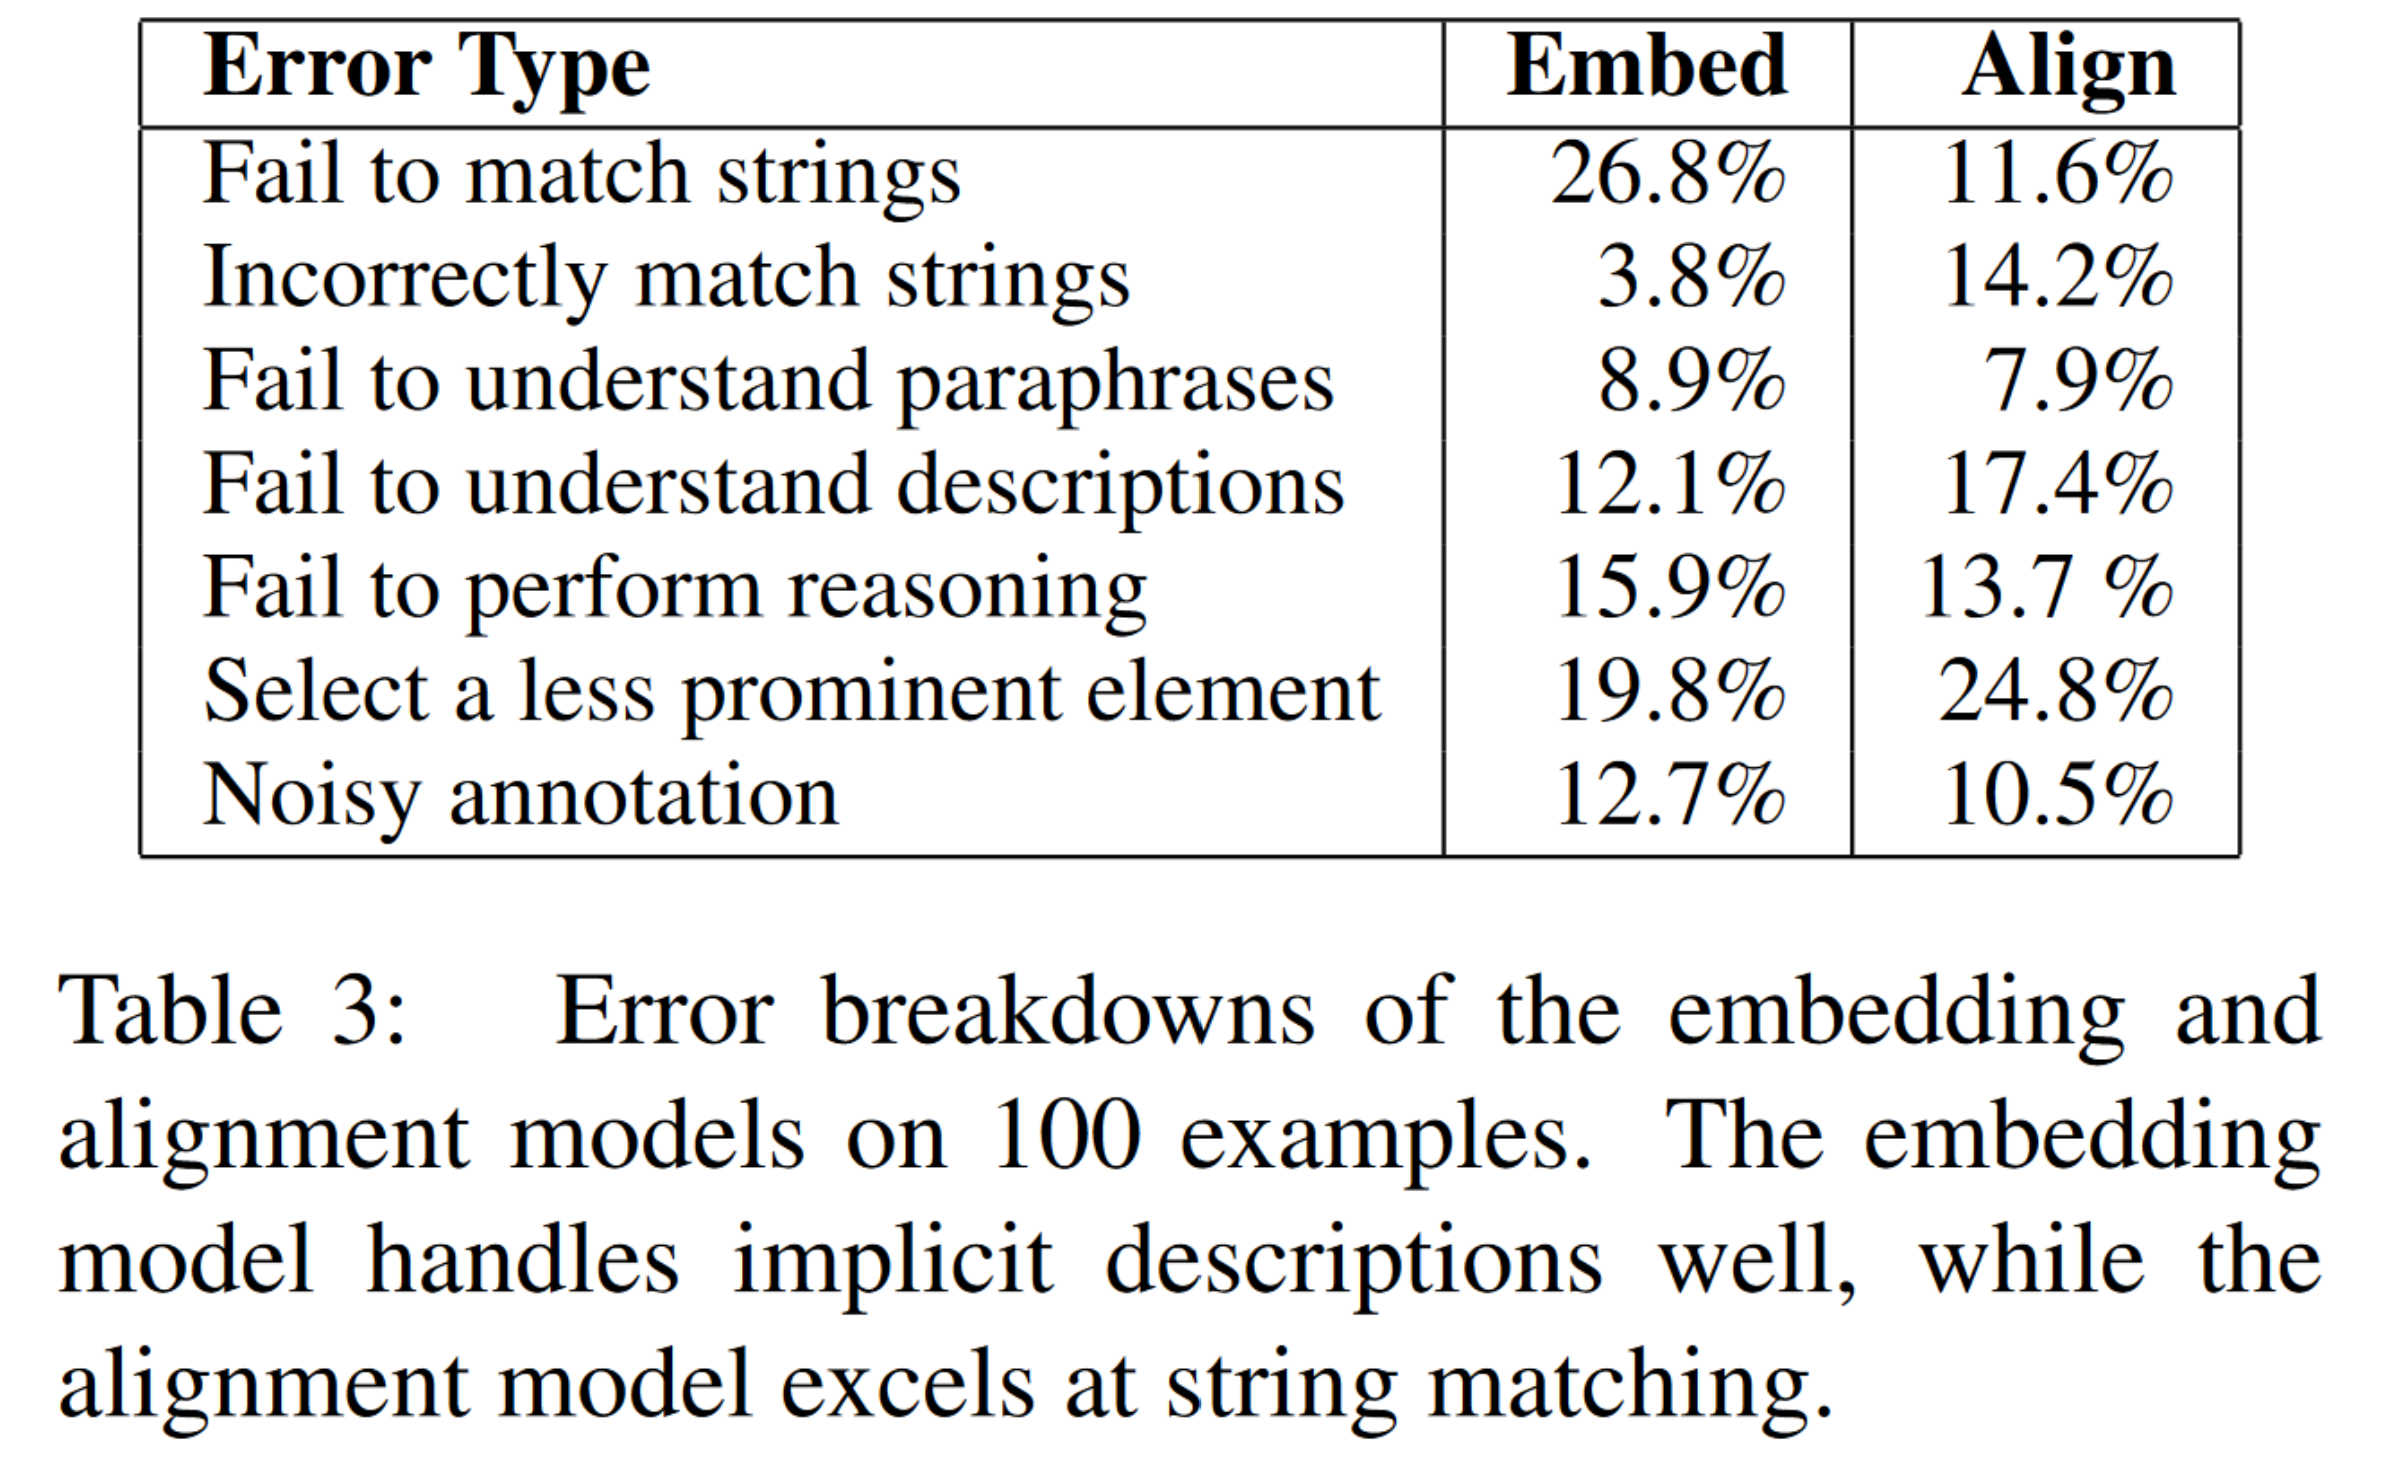 Error Type Embed Align
Fail to match strings 26.8% 11.6%
Incorrectly match strings 3.8% 14.2%
Fail to understand paraphrases 8.9% 7.9%
Fail to understand descriptions 12.1% 17.4%
Fail to perform reasoning 15.9% 13.7 %
Select a less prominent element 19.8% 24.8%
Noisy annotation 12.7% 10.5%
Table 3: Error breakdowns of the embedding and
alignment models on 100 examples. The embedding
model handles implicit descriptions well, while the
alignment model excels at string matching.